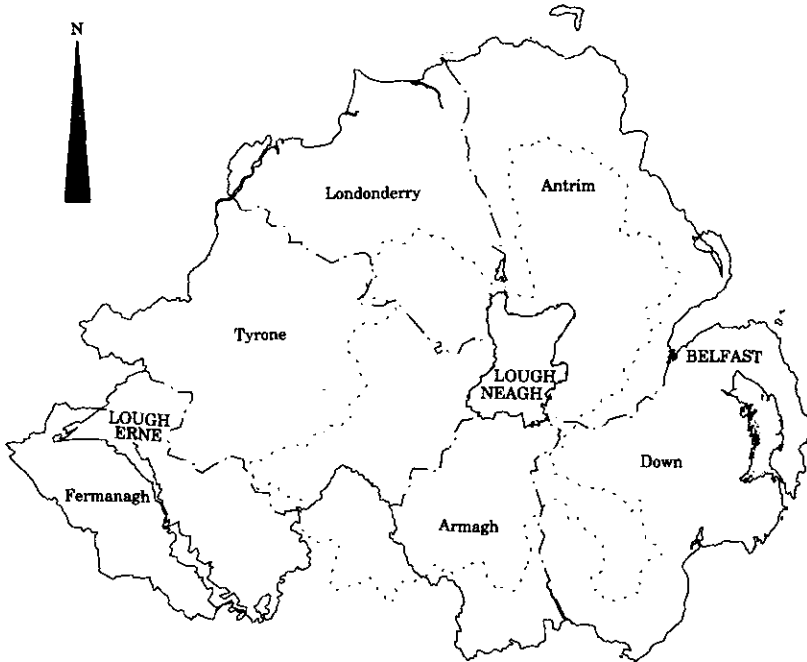 N
Londonderry
Antrim
Tyrone
BELFAST
LOUGH
NEAGH
LOUGH
ERNE
Down
Fermanagh
Armagh